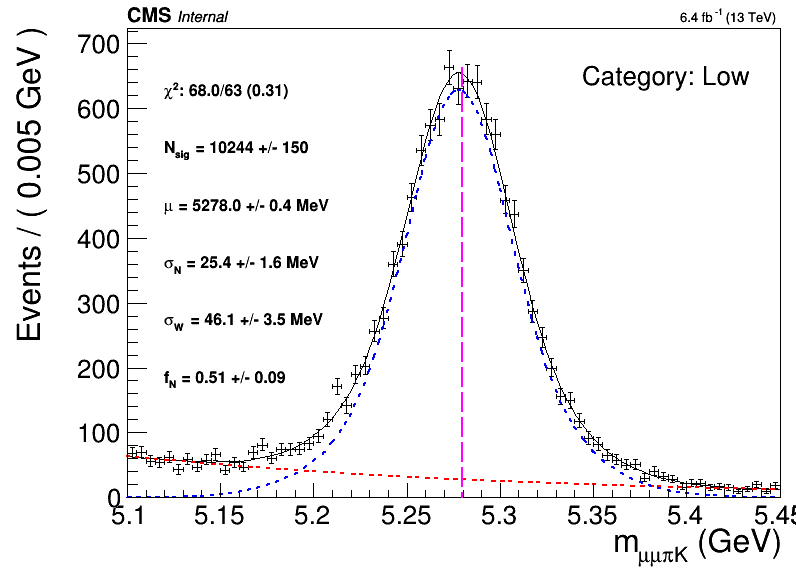 CMS Internal
6.4 fb⁻¹ (13 TeV)
Events / ( 0.005 GeV )
700
600
500
400
300
200
100
0
χ²: 68.0/63 (0.31)
N_sig = 10244 +/- 150
μ = 5278.0 +/- 0.4 MeV
σ_N = 25.4 +/- 1.6 MeV
σ_W = 46.1 +/- 3.5 MeV
f_N = 0.51 +/- 0.09
Category: Low
5.1 5.15 5.2 5.25 5.3 5.35 5.4 5.45
m_μμπK (GeV)